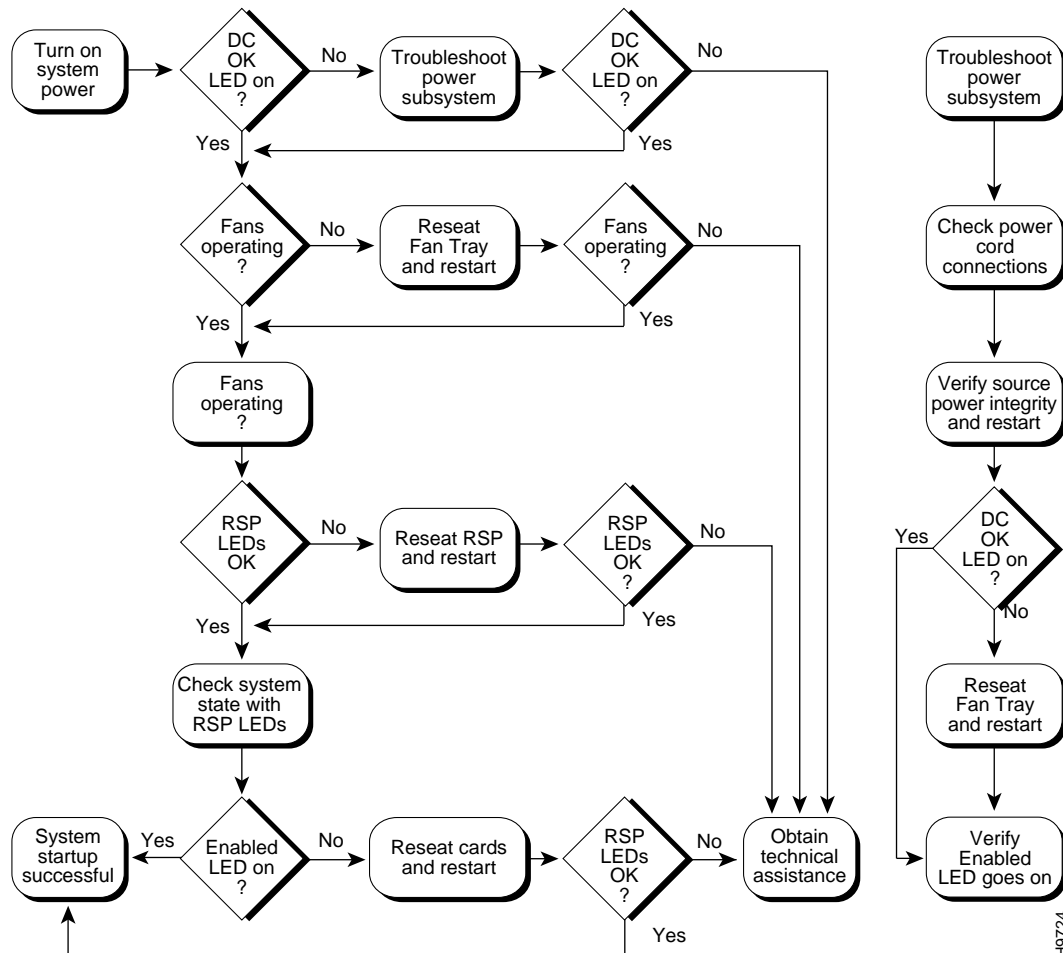 Turn on
system
power
DC
OK
LED on
?
No
Troubleshoot
power
subsystem
DC
OK
LED on
?
No
Yes
Yes
Fans
operating
?
No
Reseat
Fan Tray
and restart
Fans
operating
?
No
Yes
Yes
Fans
operating
?
RSP
LEDs
OK
No
Reseat RSP
and restart
RSP
LEDs
OK
?
No
Yes
Yes
Check system
state with
RSP LEDs
System
startup
successful
Yes
Enabled
LED on
?
No
Reseat cards
and restart
RSP
LEDs
OK
?
No
Yes
Obtain
technical
assistance
Troubleshoot
power
subsystem
Check power
cord
connections
Verify source
power integrity
and restart
Yes
DC
OK
LED on
?
No
Reseat
Fan Tray
and restart
Verify
Enabled
LED goes on
H9724